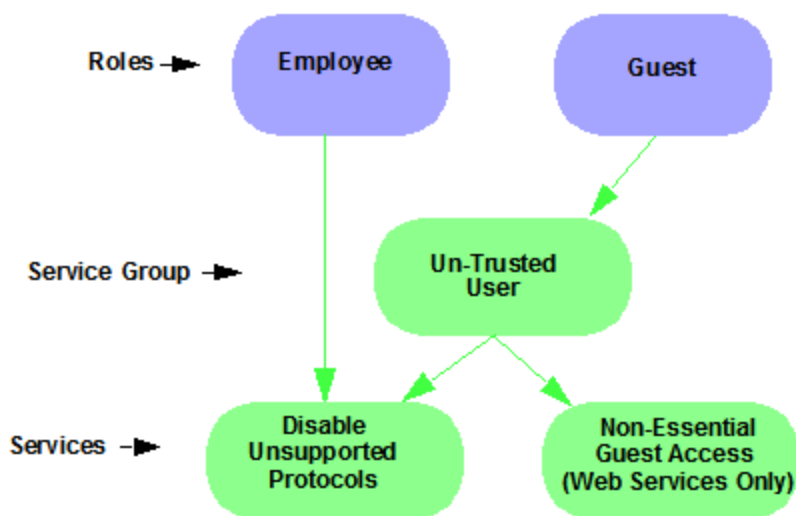 Roles
Employee
Guest
Service Group
Un-Trusted
User
Services
Disable
Unsupported
Protocols
Non-Essential
Guest Access
(Web Services Only)